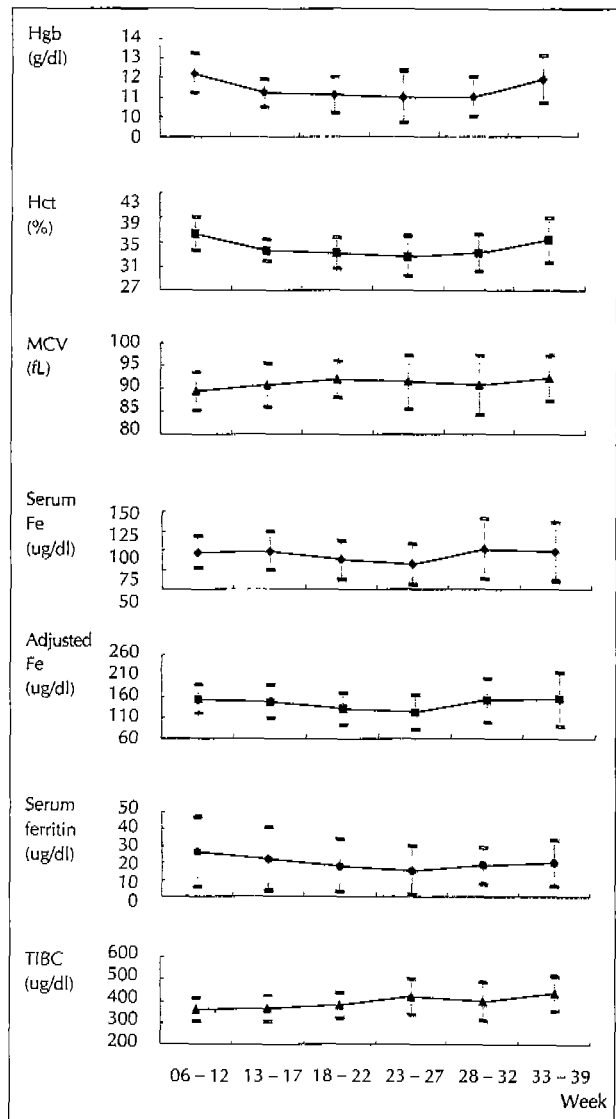 Hgb
(g/dl)
14
13
12
11
0
Hct
(%)
43
39
35
31
27
MCV
(fL)
100
95
90
85
80
Serum
Fe
(ug/dl)
150
125
100
75
50
Adjusted
Fe
(ug/dl)
260
210
160
110
60
Serum
ferritin
(ug/dl)
50
40
30
20
10
0
TIBC
(ug/dl)
600
500
400
300
200
06 – 12 13 – 17 18 – 22 23 – 27 28 – 32 33 – 39
Week